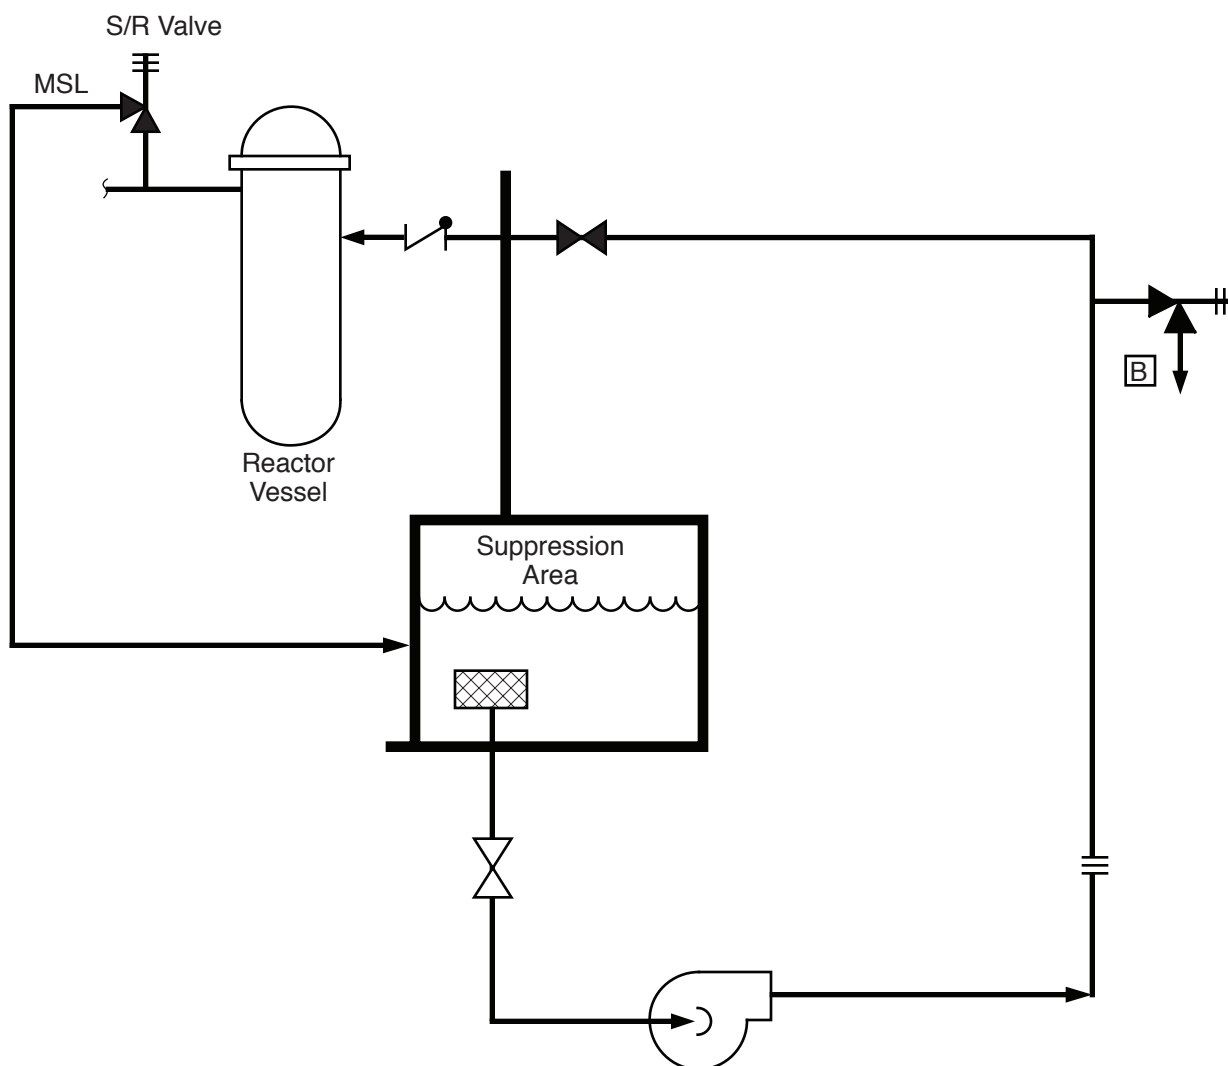 S/R Valve
MSL
B
Reactor
Vessel
Suppression
Area